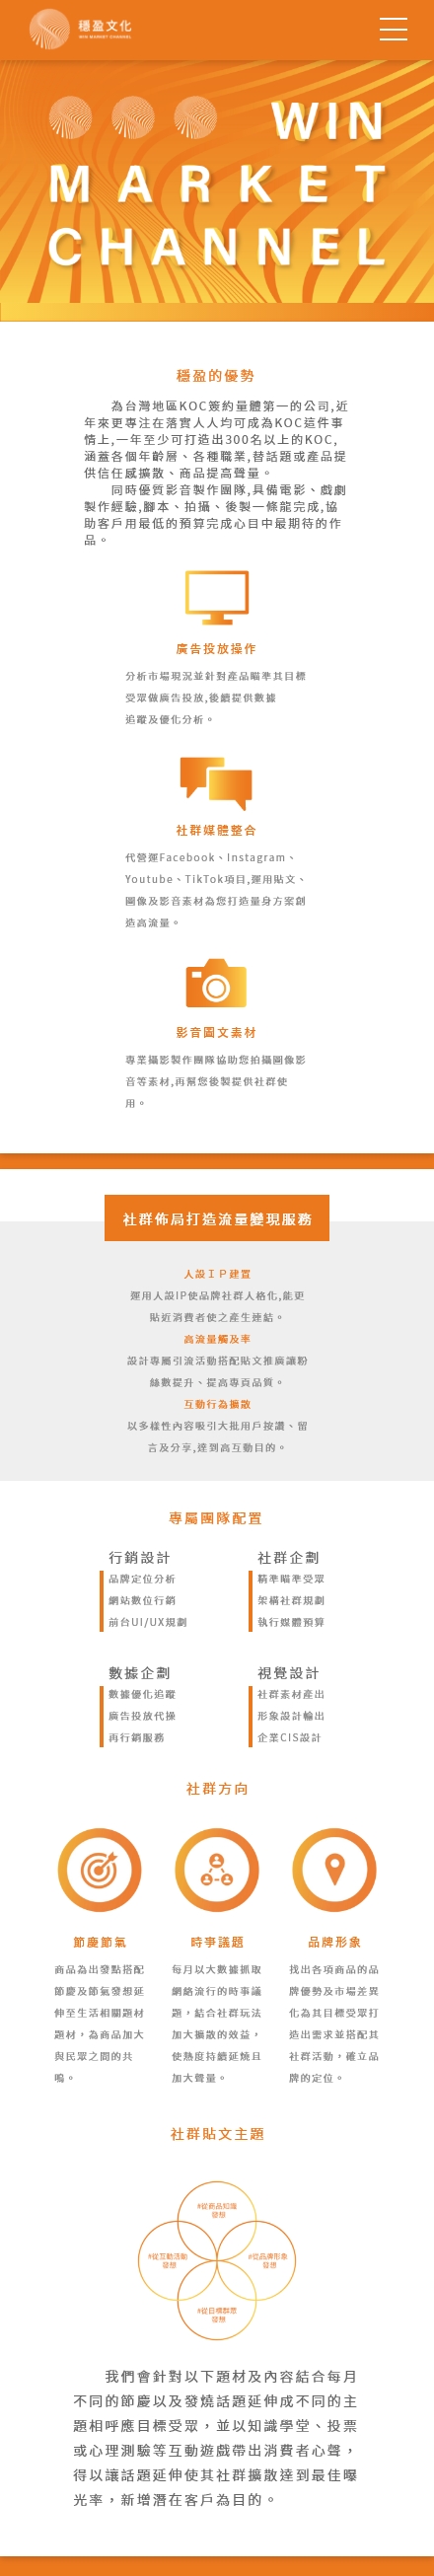 穩盈文化
WIN MARKET CHANNEL
WIN
MARKET
CHANNEL
穩盈的優勢
為台灣地區KOC簽約量體第一的公司,近
年來更專注在落實人人均可成為KOC這件事
情上,一年至少可打造出300名以上的KOC,
涵蓋各個年齡層、各種職業,替話題或產品提
供信任感擴散、商品提高聲量。
同時優質影音製作團隊,具備電影、戲劇
製作經驗,腳本、拍攝、後製一條龍完成,協
助客戶用最低的預算完成心目中最期待的作
品。
廣告投放操作
分析市場現況並針對產品瞄準其目標
受眾做廣告投放,後續提供數據
追蹤及優化分析。
社群媒體整合
代營運Facebook、Instagram、
Youtube、TikTok項目,運用貼文、
圖像及影音素材為您打造量身方案創
造高流量。
影音圖文素材
專業攝影製作團隊協助您拍攝圖像影
音等素材,再幫您後製提供社群使
用。
社群佈局打造流量變現服務
人設ＩＰ建置
運用人設IP使品牌社群人格化,能更
貼近消費者使之產生連結。
高流量觸及率
設計專屬引流活動搭配貼文推廣讓粉
絲數提升、提高專頁品質。
互動行為擴散
以多樣性內容吸引大批用戶按讚、留
言及分享,達到高互動目的。
專屬團隊配置
行銷設計
品牌定位分析
網站數位行銷
前台UI/UX規劃
社群企劃
精準瞄準受眾
架構社群規劃
執行媒體預算
數據企劃
數據優化追蹤
廣告投放代操
再行銷服務
視覺設計
社群素材產出
形象設計輸出
企業CIS設計
社群方向
節慶節氣
商品為出發點搭配
節慶及節氣發想延
伸至生活相關題材
題材，為商品加大
與民眾之間的共
鳴。
時事議題
每月以大數據抓取
網絡流行的時事議
題，結合社群玩法
加大擴散的效益，
使熱度持續延燒且
加大聲量。
品牌形象
找出各項商品的品
牌優勢及市場差異
化為其目標受眾打
造出需求並搭配其
社群活動，確立品
牌的定位。
社群貼文主題
#從商品知識
發想
#從互動活動
發想
#從品牌形象
發想
#從目標群眾
發想
我們會針對以下題材及內容結合每月
不同的節慶以及發燒話題延伸成不同的主
題相呼應目標受眾，並以知識學堂、投票
或心理測驗等互動遊戲帶出消費者心聲，
得以讓話題延伸使其社群擴散達到最佳曝
光率，新增潛在客戶為目的。